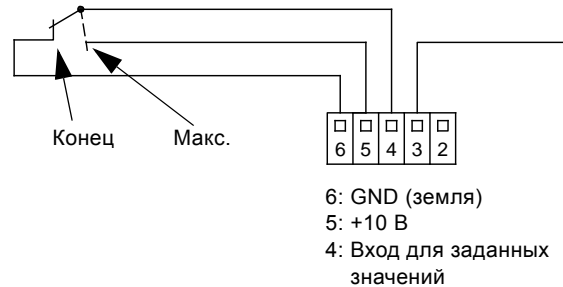 Конец
Макс.
6 5 4 3 2
6: GND (земля)
5: +10 В
4: Вход для заданных
значений